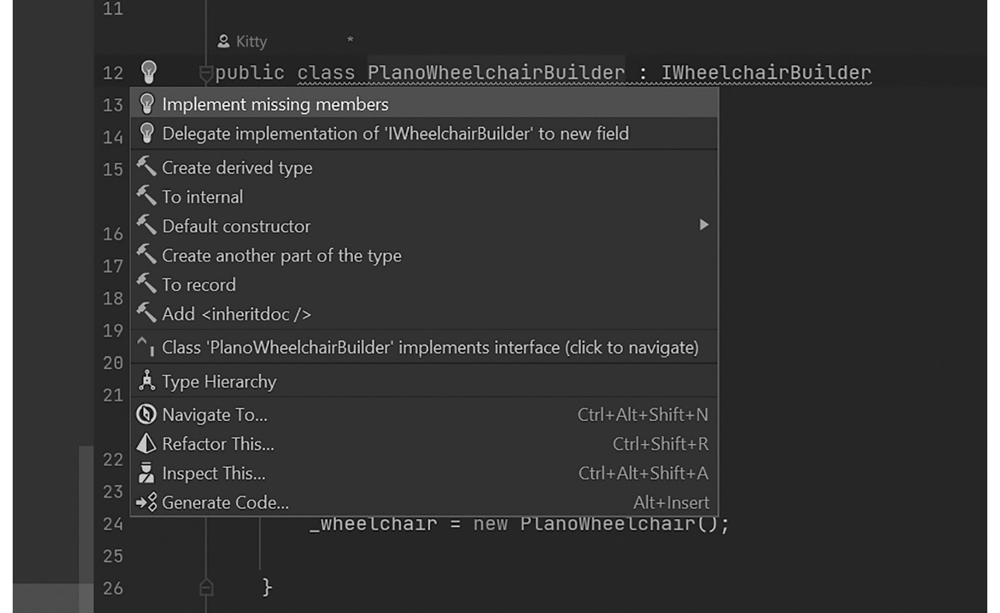 11
Kitty *
12 public class PlanoWheelchairBuilder : IWheelchairBuilder
13 Implement missing members
14 Delegate implementation of 'IWheelchairBuilder' to new field
15 Create derived type
To internal
16 Default constructor
17 Create another part of the type
18 To record
19 Add <inheritdoc />
20 Class 'PlanoWheelchairBuilder' implements interface (click to navigate)
21 Type Hierarchy
Navigate To... Ctrl+Alt+Shift+N
22 Refactor This... Ctrl+Shift+R
23 Inspect This... Ctrl+Alt+Shift+A
Generate Code... Alt+Insert
24 _wheelchair = new PlanoWheelchair();
25
26 }